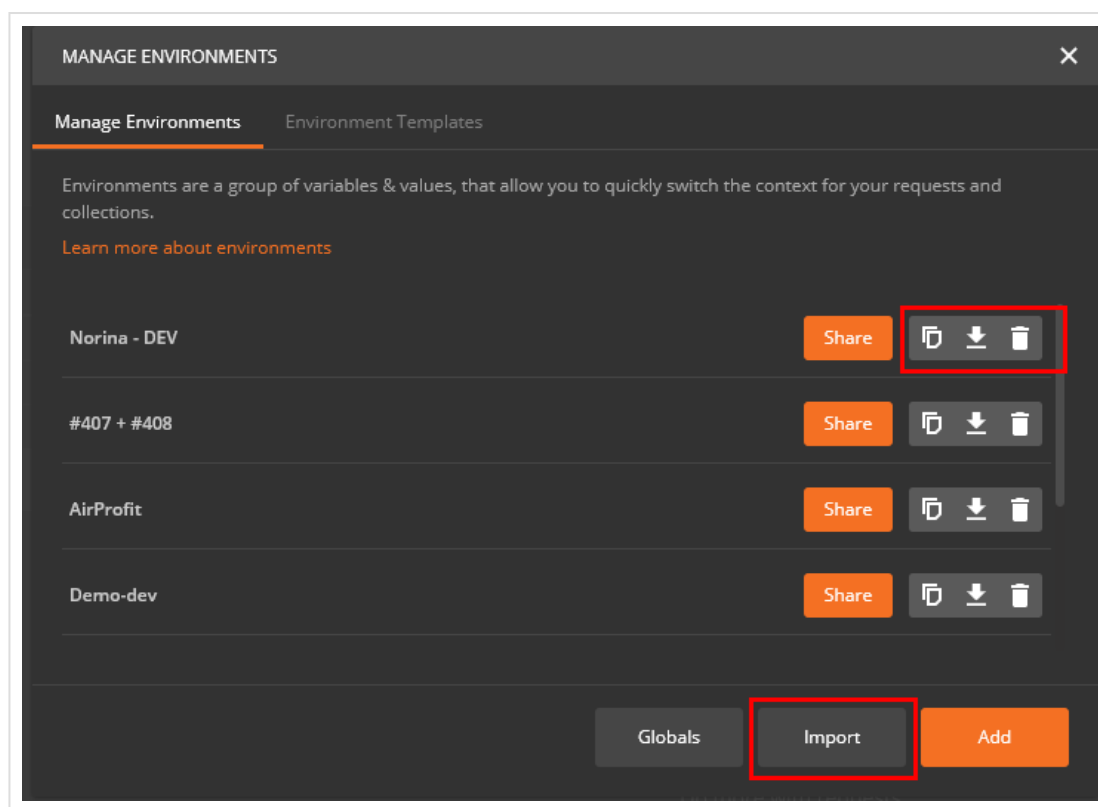 MANAGE ENVIRONMENTS
Manage Environments Environment Templates
Environments are a group of variables & values, that allow you to quickly switch the context for your requests and
collections.
Learn more about environments
Norina - DEV Share
#407 + #408 Share
AirProfit Share
Demo-dev Share
Globals Import Add